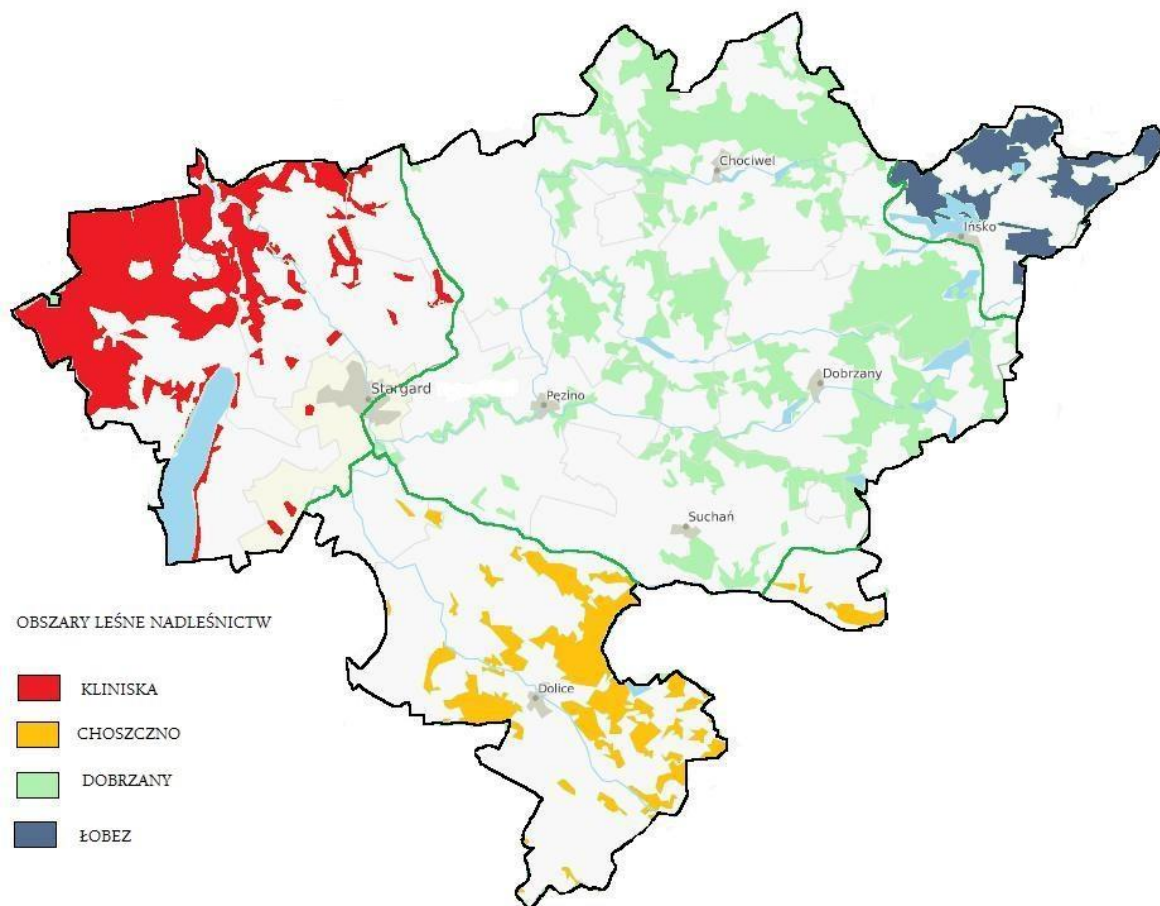 Chociwel
Ińsko
Stargard
Pęzino
Dobrzany
Suchań
Dolice
OBSZARY LEŚNE NADLEŚNICTW
KLINISKA
CHOSZCZNO
DOBRZANY
ŁOBEZ